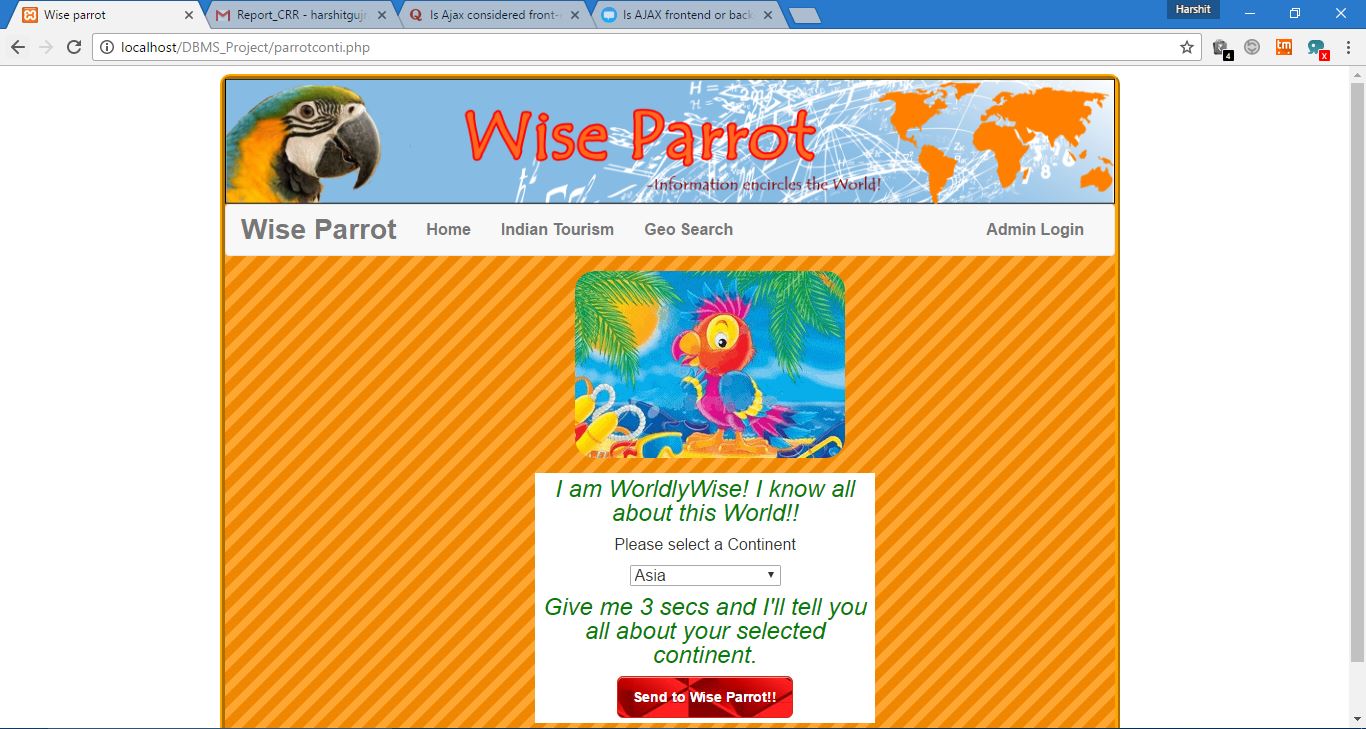 Wise parrot
Report_CRR - harshitgujr
Is Ajax considered front-
Is AJAX frontend or back
Harshit
localhost/DBMS_Project/parrotconti.php
4
tm
x
Wise Parrot
-Information encircles the World!
Wise Parrot Home Indian Tourism Geo Search Admin Login
I am WorldlyWise! I know all
about this World!!
Please select a Continent
Asia
Give me 3 secs and I'll tell you
all about your selected
continent.
Send to Wise Parrot!!